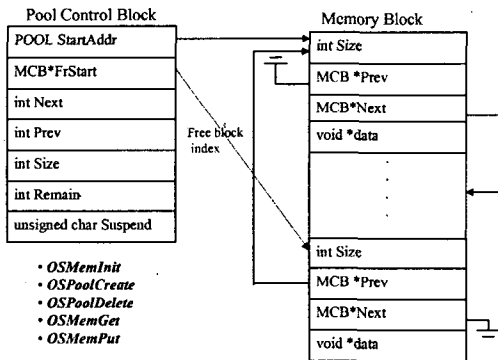 Pool Control Block
POOL StartAddr
MCB*FrStart
int Next
int Prev
int Size
int Remain
unsigned char Suspend
• OSMemInit
• OSPoolCreate
• OSPoolDelete
• OSMemGet
• OSMemPut
Free block
index
Memory Block
int Size
MCB *Prev
MCB*Next
void *data
int Size
MCB *Prev
MCB*Next
void *data